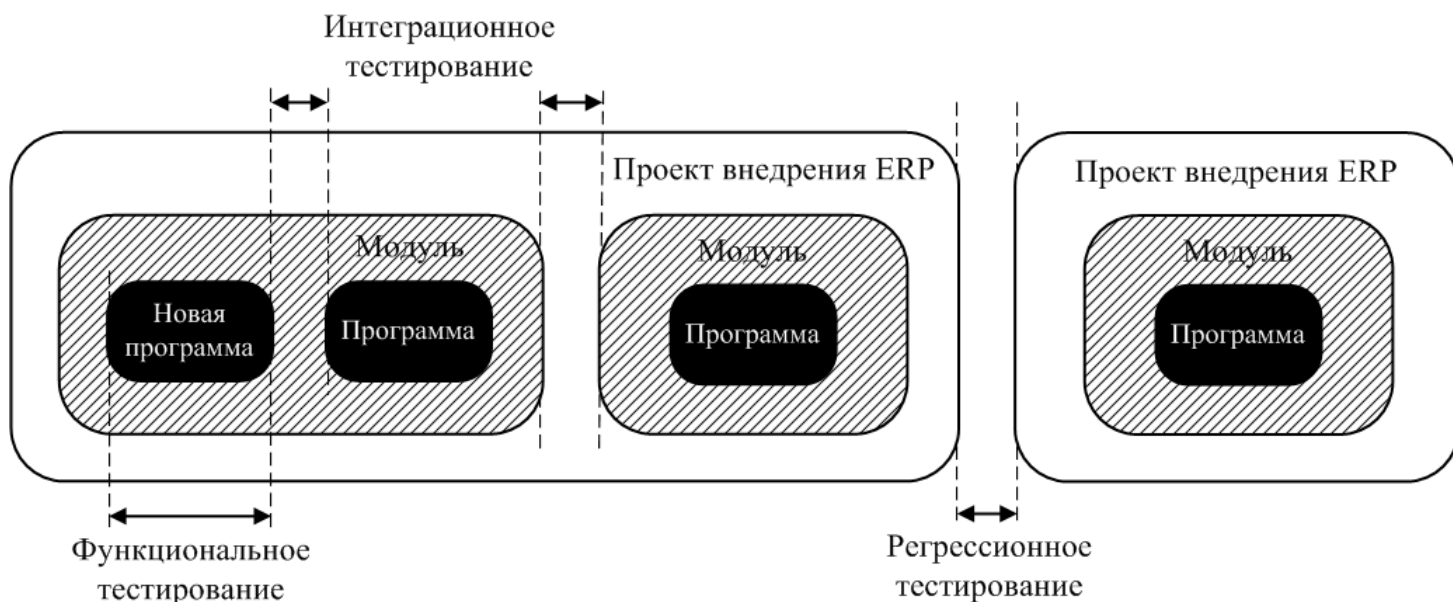 Интеграционное
тестирование
Проект внедрения ERP
Проект внедрения ERP
Модуль
Модуль
Модуль
Новая
программа
Программа
Программа
Программа
Функциональное
тестирование
Регрессионное
тестирование